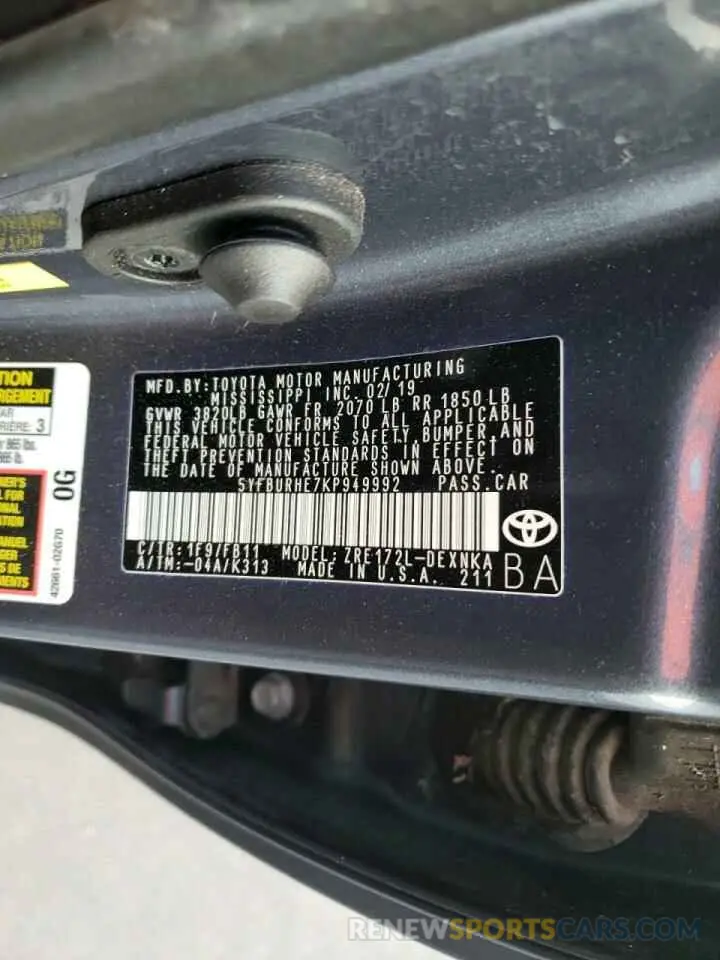 MFD. BY: TOYOTA MOTOR MANUFACTURING
MISSISSIPPI INC. 02/19
GVWR 3820LB GAWR FR 2070 LB RR 1850 LB
THIS VEHICLE CONFORMS TO ALL APPLICABLE
FEDERAL MOTOR VEHICLE SAFETY, BUMPER, AND
THEFT PREVENTION STANDARDS IN EFFECT ON
THE DATE OF MANUFACTURE SHOWN ABOVE.
5YFBURHE7KP949992 PASS. CAR
C/TR: 1F9/FB11 MODEL: ZRE172L-DEXNKA
A/TM: -04A/K313 MADE IN U.S.A. 211
BA
3
0G
42661-02670
RENEWSPORTSCARS.COM